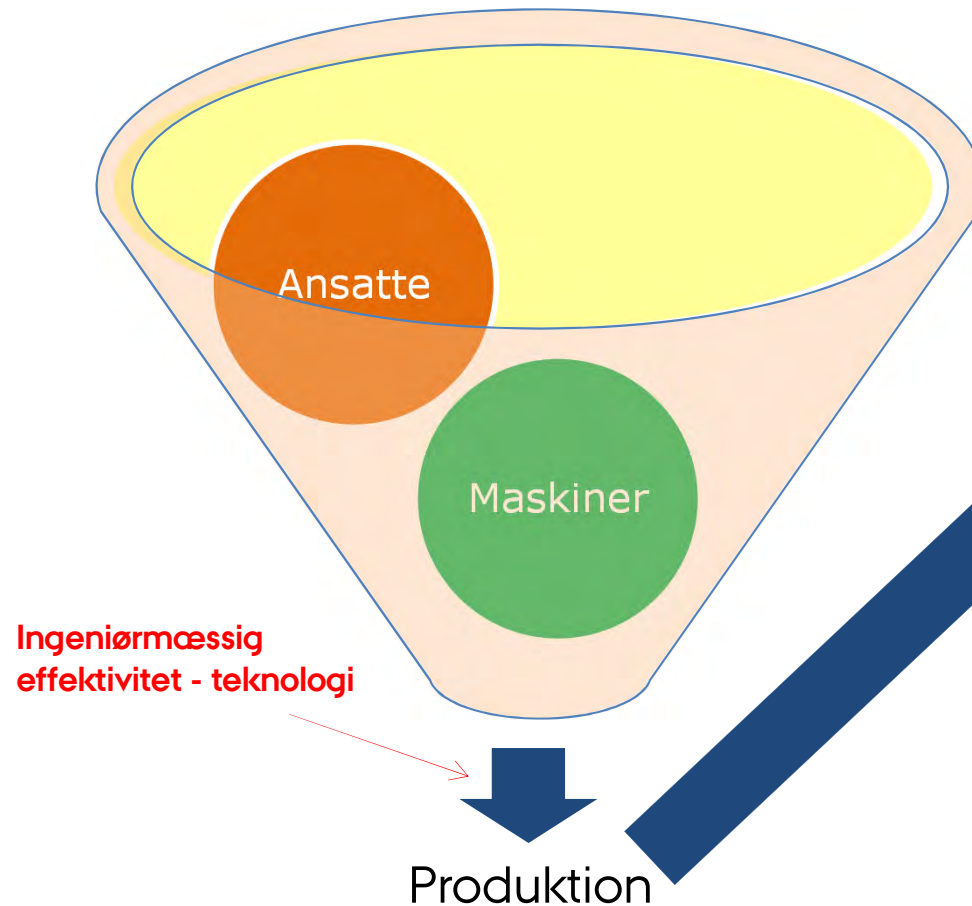 Ansatte
Maskiner
Ingeniørmæssig
effektivitet - teknologi
Produktion